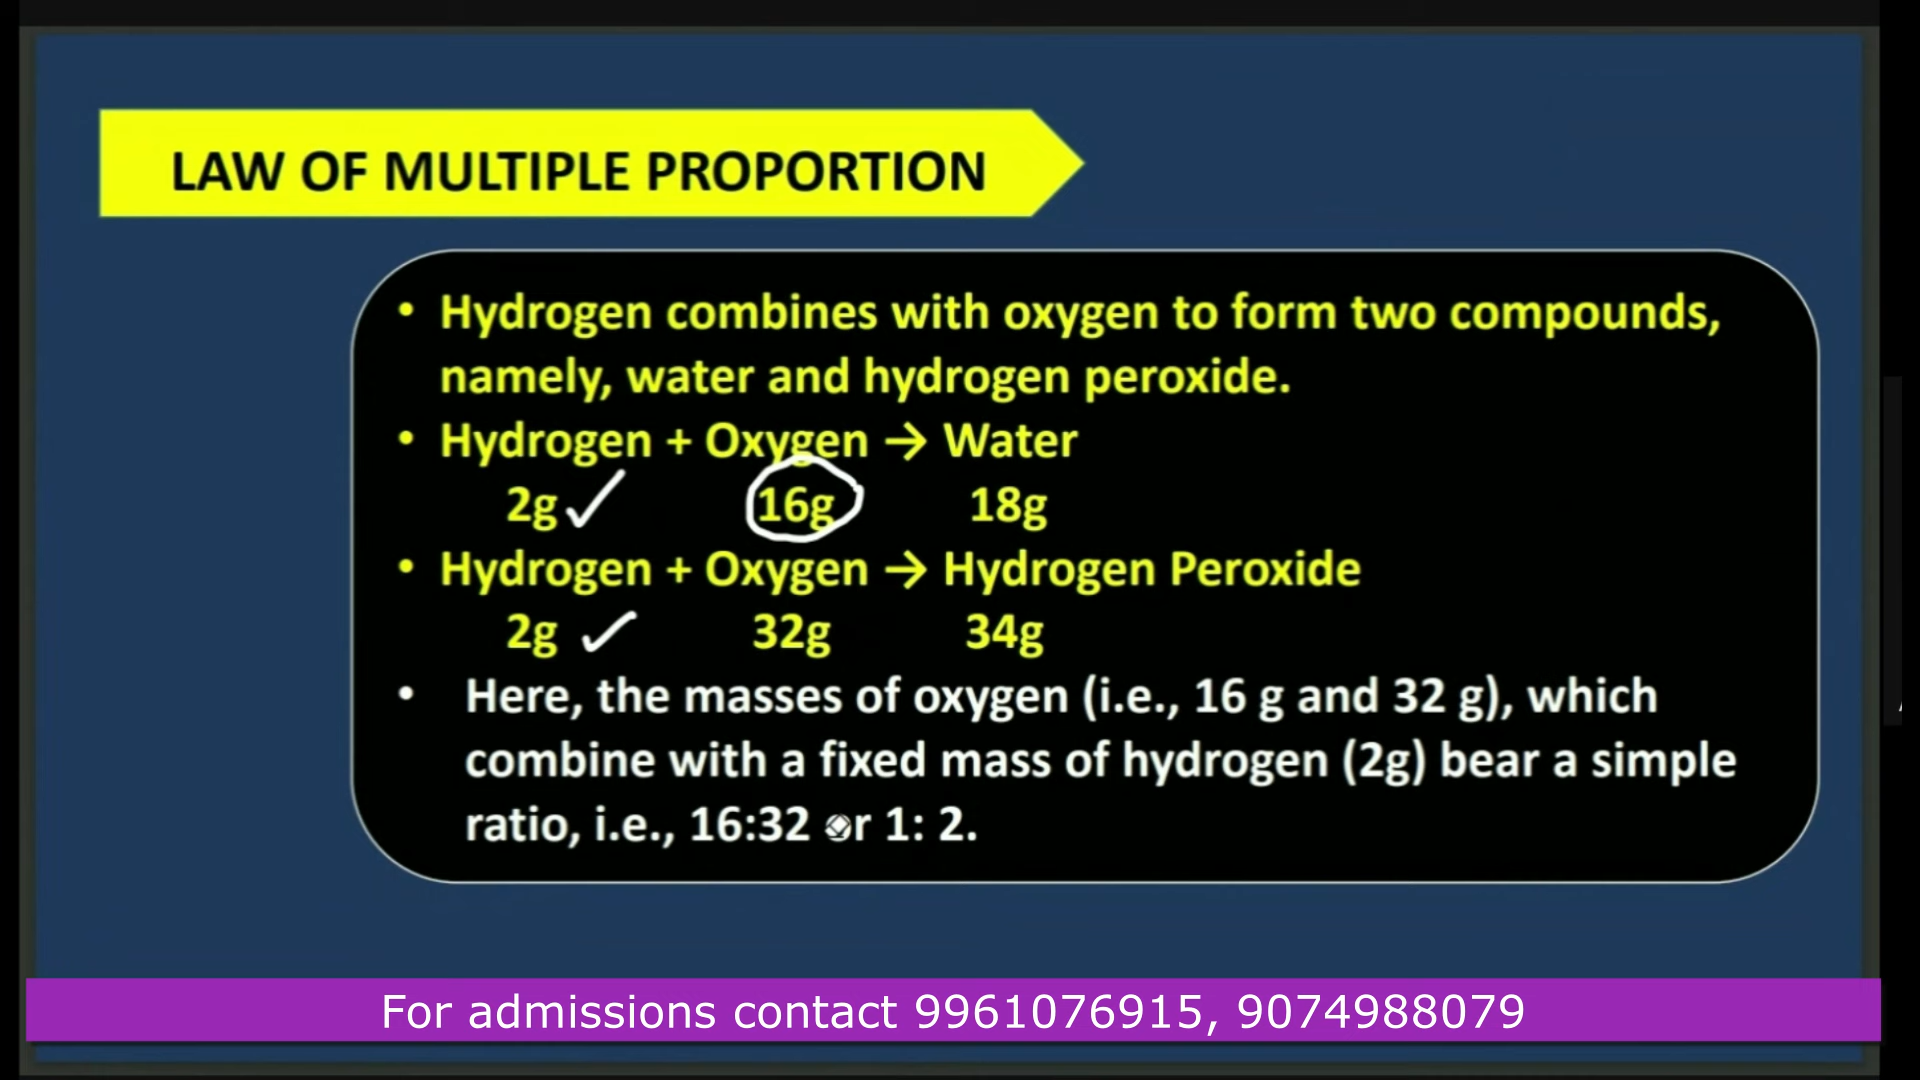 LAW OF MULTIPLE PROPORTION
• Hydrogen combines with oxygen to form two compounds,
namely, water and hydrogen peroxide.
• Hydrogen + Oxygen → Water
2g 16g 18g
• Hydrogen + Oxygen → Hydrogen Peroxide
2g 32g 34g
• Here, the masses of oxygen (i.e., 16 g and 32 g), which
combine with a fixed mass of hydrogen (2g) bear a simple
ratio, i.e., 16:32 or 1: 2.
For admissions contact 9961076915, 9074988079